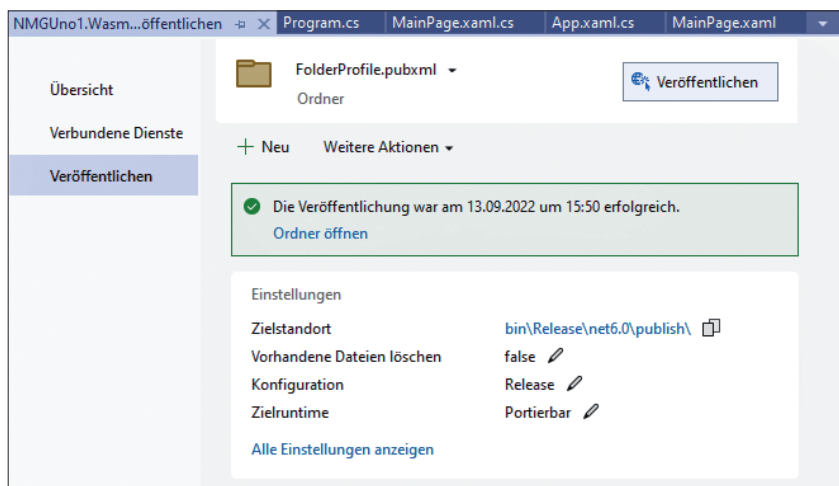 NMGUno1.Wasm...öffentlichen Program.cs MainPage.xaml.cs App.xaml.cs MainPage.xaml
FolderProfile.pubxml
Ordner
Veröffentlichen
Übersicht
Verbundene Dienste
Veröffentlichen
Neu Weitere Aktionen
Die Veröffentlichung war am 13.09.2022 um 15:50 erfolgreich.
Ordner öffnen
Einstellungen
Zielstandort bin\Release\net6.0\publish\
Vorhandene Dateien löschen false
Konfiguration Release
Zielruntime Portierbar
Alle Einstellungen anzeigen